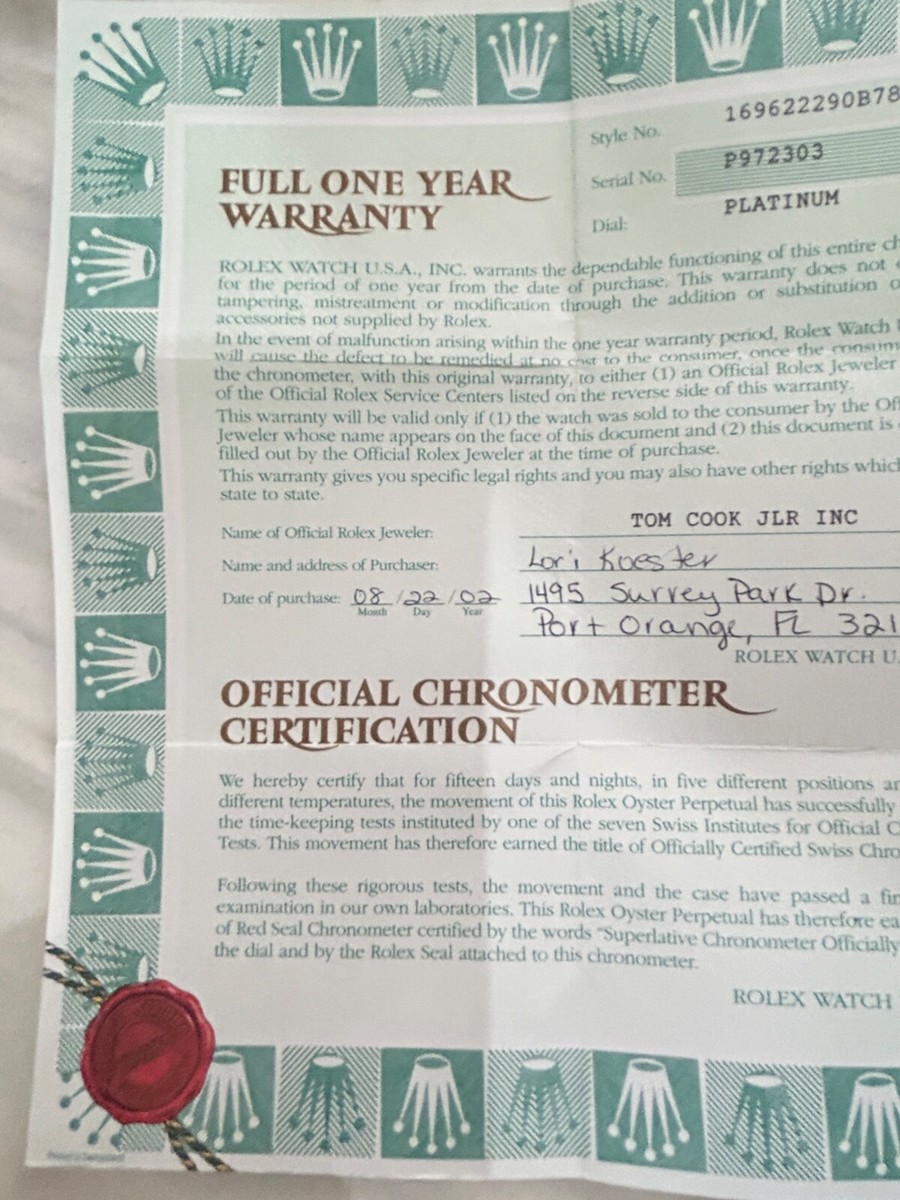 Style No. 169622290B78
Serial No. P972303
Dial: PLATINUM
FULL ONE YEAR
WARRANTY
ROLEX WATCH U.S.A., INC. warrants the dependable functioning of this entire ch
for the period of one year from the date of purchase. This warranty does not
tampering, mistreatment or modification through the addition or substitution o
accessories not supplied by Rolex.
In the event of malfunction arising within the one year warranty period, Rolex Watch
will cause the defect to be remedied at no cost to the consumer, once the consum
the chronometer, with this original warranty, to either (1) an Official Rolex Jeweler
of the Official Rolex Service Centers listed on the reverse side of this warranty.
This warranty will be valid only if (1) the watch was sold to the consumer by the Off
Jeweler whose name appears on the face of this document and (2) this document is
filled out by the Official Rolex Jeweler at the time of purchase.
This warranty gives you specific legal rights and you may also have other rights which
state to state.
Name of Official Rolex Jeweler: TOM COOK JLR INC
Name and address of Purchaser: Lori Koester
Date of purchase: 08 / 22 / 02 1495 Surrey Park Dr.
Month Day Year
Port Orange, FL 321
ROLEX WATCH U.
OFFICIAL CHRONOMETER
CERTIFICATION
We hereby certify that for fifteen days and nights, in five different positions an
different temperatures, the movement of this Rolex Oyster Perpetual has successfully
the time-keeping tests instituted by one of the seven Swiss Institutes for Official C
Tests. This movement has therefore earned the title of Officially Certified Swiss Chro
Following these rigorous tests, the movement and the case have passed a fin
examination in our own laboratories. This Rolex Oyster Perpetual has therefore ea
of Red Seal Chronometer certified by the words "Superlative Chronometer Officially
the dial and by the Rolex Seal attached to this chronometer.
ROLEX WATCH